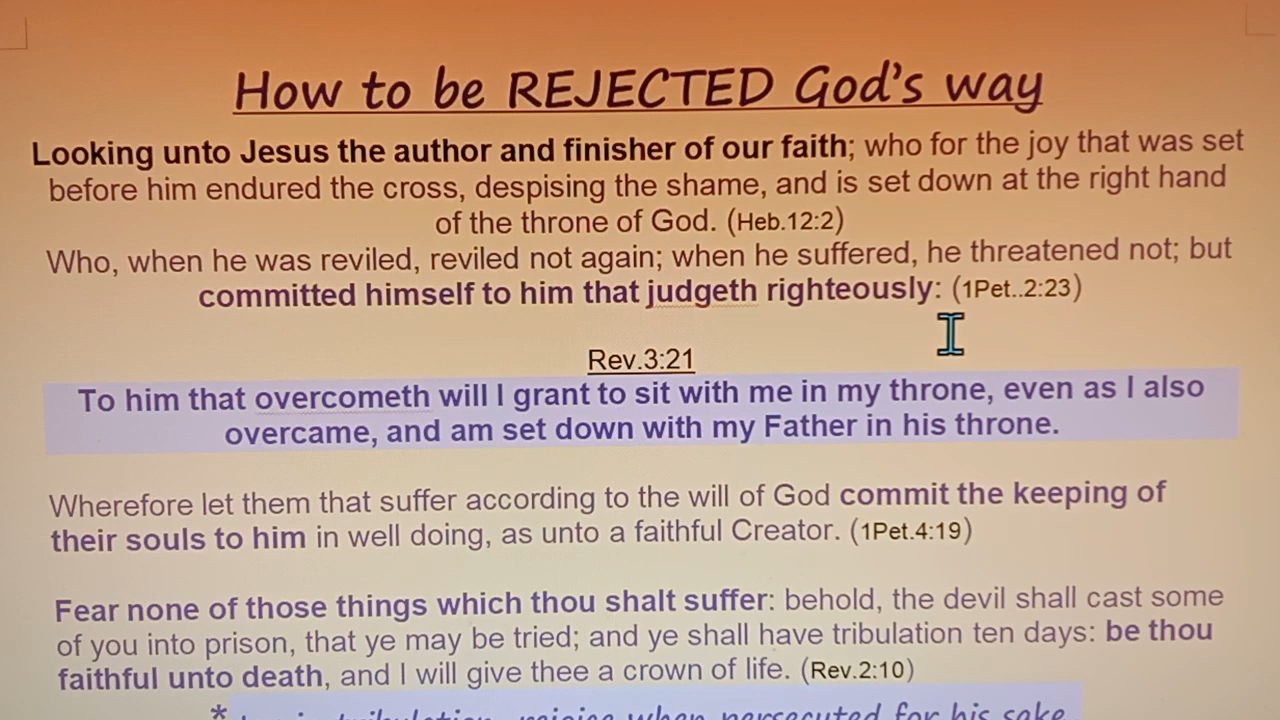 How to be REJECTED God's way
Looking unto Jesus the author and finisher of our faith; who for the joy that was set
before him endured the cross, despising the shame, and is set down at the right hand
of the throne of God. (Heb.12:2)
Who, when he was reviled, reviled not again; when he suffered, he threatened not; but
committed himself to him that judgeth righteously: (1Pet..2:23)
Rev.3:21
To him that overcometh will I grant to sit with me in my throne, even as I also
overcame, and am set down with my Father in his throne.
Wherefore let them that suffer according to the will of God commit the keeping of
their souls to him in well doing, as unto a faithful Creator. (1Pet.4:19)
Fear none of those things which thou shalt suffer: behold, the devil shall cast some
of you into prison, that ye may be tried; and ye shall have tribulation ten days: be thou
faithful unto death, and I will give thee a crown of life. (Rev.2:10)
* in tribulation, rejoice when persecuted for his sake